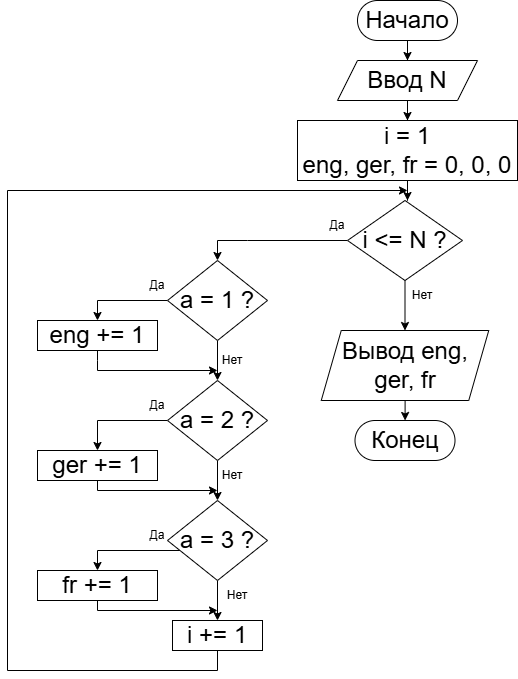 Начало
Ввод N
i = 1
eng, ger, fr = 0, 0, 0
i <= N ?
Да
Нет
a = 1 ?
Да
eng += 1
Нет
a = 2 ?
Да
ger += 1
Нет
a = 3 ?
Да
fr += 1
Нет
i += 1
Вывод eng,
ger, fr
Конец